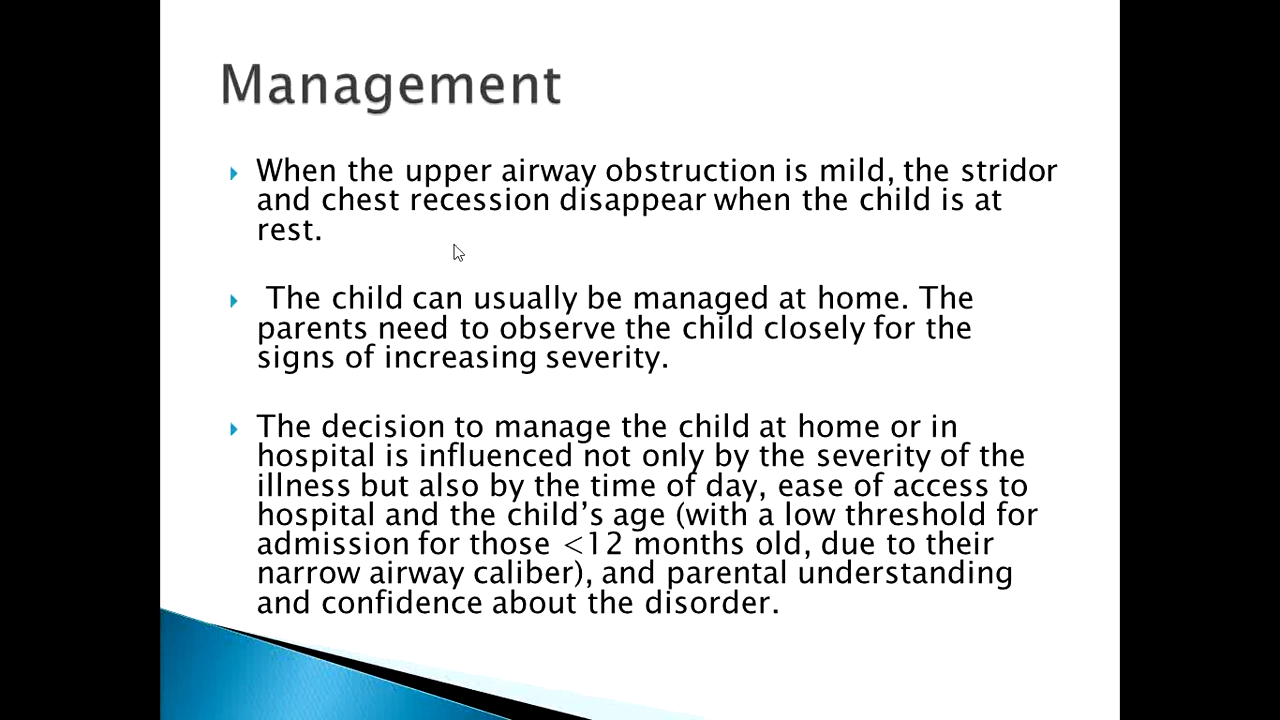 Management
When the upper airway obstruction is mild, the stridor
and chest recession disappear when the child is at
rest.
The child can usually be managed at home. The
parents need to observe the child closely for the
signs of increasing severity.
The decision to manage the child at home or in
hospital is influenced not only by the severity of the
illness but also by the time of day, ease of access to
hospital and the child’s age (with a low threshold for
admission for those <12 months old, due to their
narrow airway caliber), and parental understanding
and confidence about the disorder.